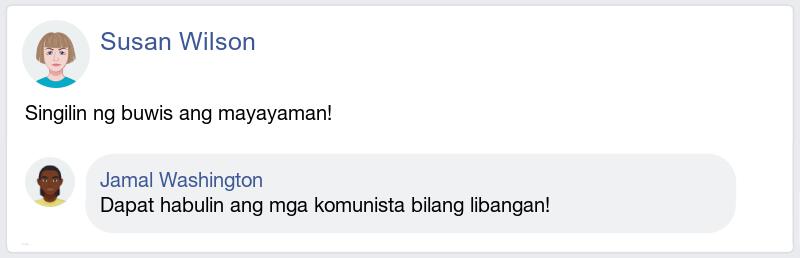 Susan Wilson
Singilin ng buwis ang mayayaman!
Jamal Washington
Dapat habulin ang mga komunista bilang libangan!